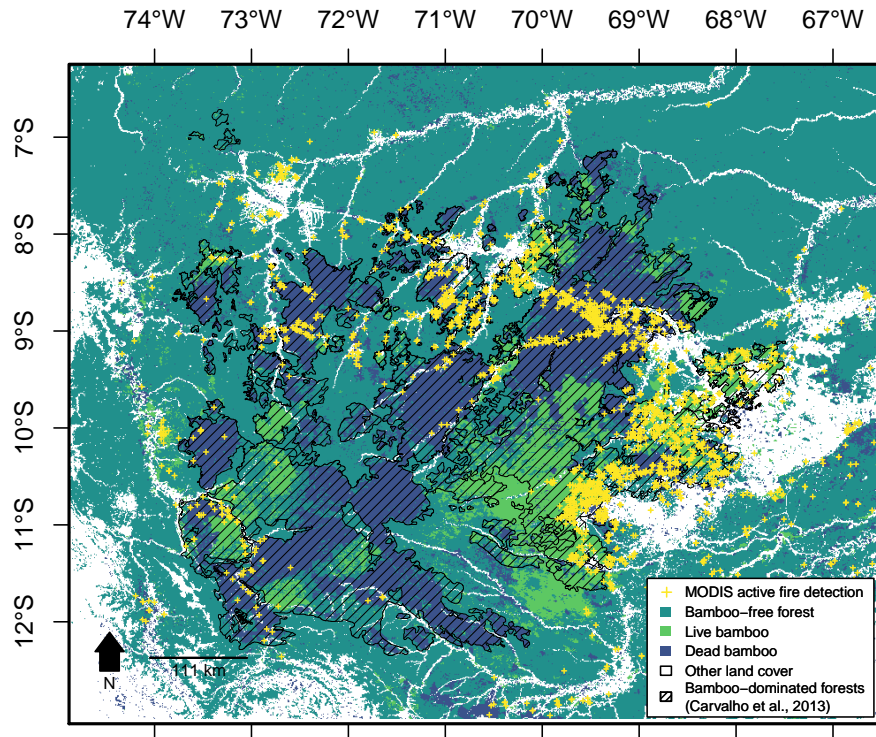 74°W 73°W 72°W 71°W 70°W 69°W 68°W 67°W
7°S
8°S
9°S
10°S
11°S
12°S
N
111 km
MODIS active fire detection
Bamboo−free forest
Live bamboo
Dead bamboo
Other land cover
Bamboo−dominated forests
(Carvalho et al., 2013)